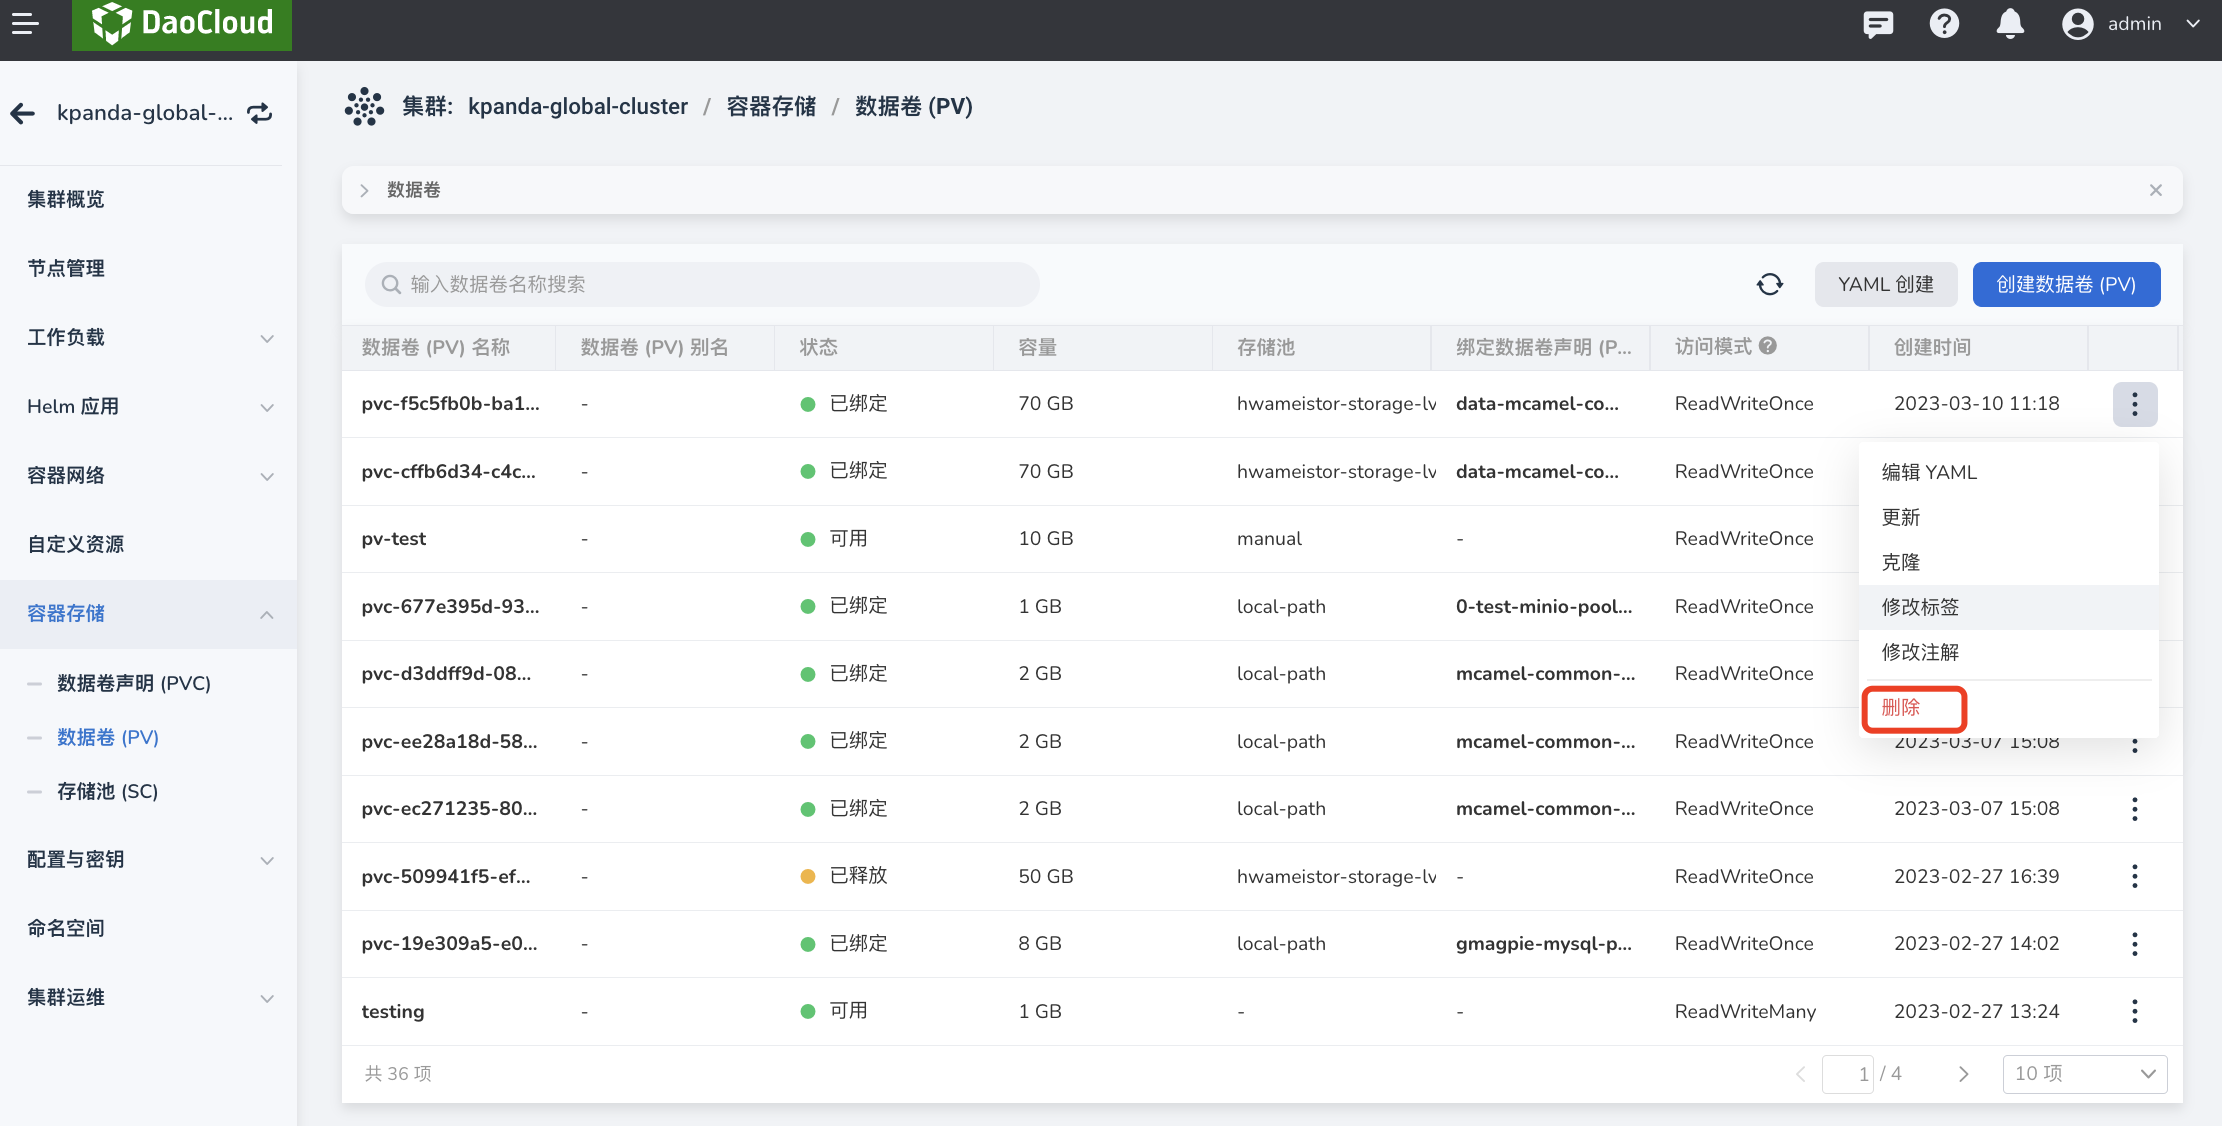 DaoCloud
admin
kpanda-global-...
集群: kpanda-global-cluster / 容器存储 / 数据卷 (PV)
集群概览
节点管理
工作负载
Helm 应用
容器网络
自定义资源
容器存储
数据卷声明 (PVC)
数据卷 (PV)
存储池 (SC)
配置与密钥
命名空间
集群运维
数据卷
输入数据卷名称搜索
YAML 创建
创建数据卷 (PV)
数据卷 (PV) 名称 数据卷 (PV) 别名 状态 容量 存储池 绑定数据卷声明 (P... 访问模式 创建时间
pvc-f5c5fb0b-ba1... - 已绑定 70 GB hwameistor-storage-lv data-mcamel-co... ReadWriteOnce 2023-03-10 11:18
pvc-cffb6d34-c4c... - 已绑定 70 GB hwameistor-storage-lv data-mcamel-co... ReadWriteOnce
pv-test - 可用 10 GB manual - ReadWriteOnce
pvc-677e395d-93... - 已绑定 1 GB local-path 0-test-minio-pool... ReadWriteOnce
pvc-d3ddff9d-08... - 已绑定 2 GB local-path mcamel-common-... ReadWriteOnce
pvc-ee28a18d-58... - 已绑定 2 GB local-path mcamel-common-... ReadWriteOnce 2023-03-07 15:08
pvc-ec271235-80... - 已绑定 2 GB local-path mcamel-common-... ReadWriteOnce 2023-03-07 15:08
pvc-509941f5-ef... - 已释放 50 GB hwameistor-storage-lv - ReadWriteOnce 2023-02-27 16:39
pvc-19e309a5-e0... - 已绑定 8 GB local-path gmagpie-mysql-p... ReadWriteOnce 2023-02-27 14:02
testing - 可用 1 GB - - ReadWriteMany 2023-02-27 13:24
编辑 YAML
更新
克隆
修改标签
修改注解
删除
共 36 项
1 / 4
10 项